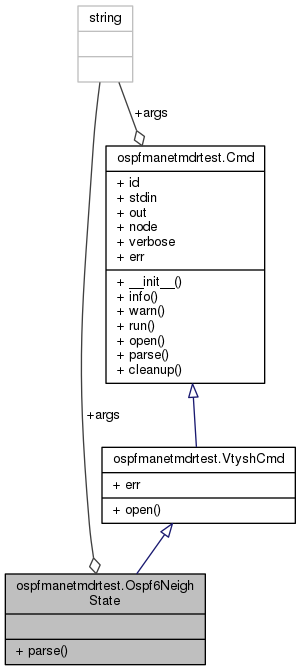 string
+args
ospfmanetmdrtest.Cmd
+ id
+ stdin
+ out
+ node
+ verbose
+ err
+ __init__()
+ info()
+ warn()
+ run()
+ open()
+ parse()
+ cleanup()
+args
ospfmanetmdrtest.VtyshCmd
+ err
+ open()
ospfmanetmdrtest.Ospf6Neigh
State
+ parse()